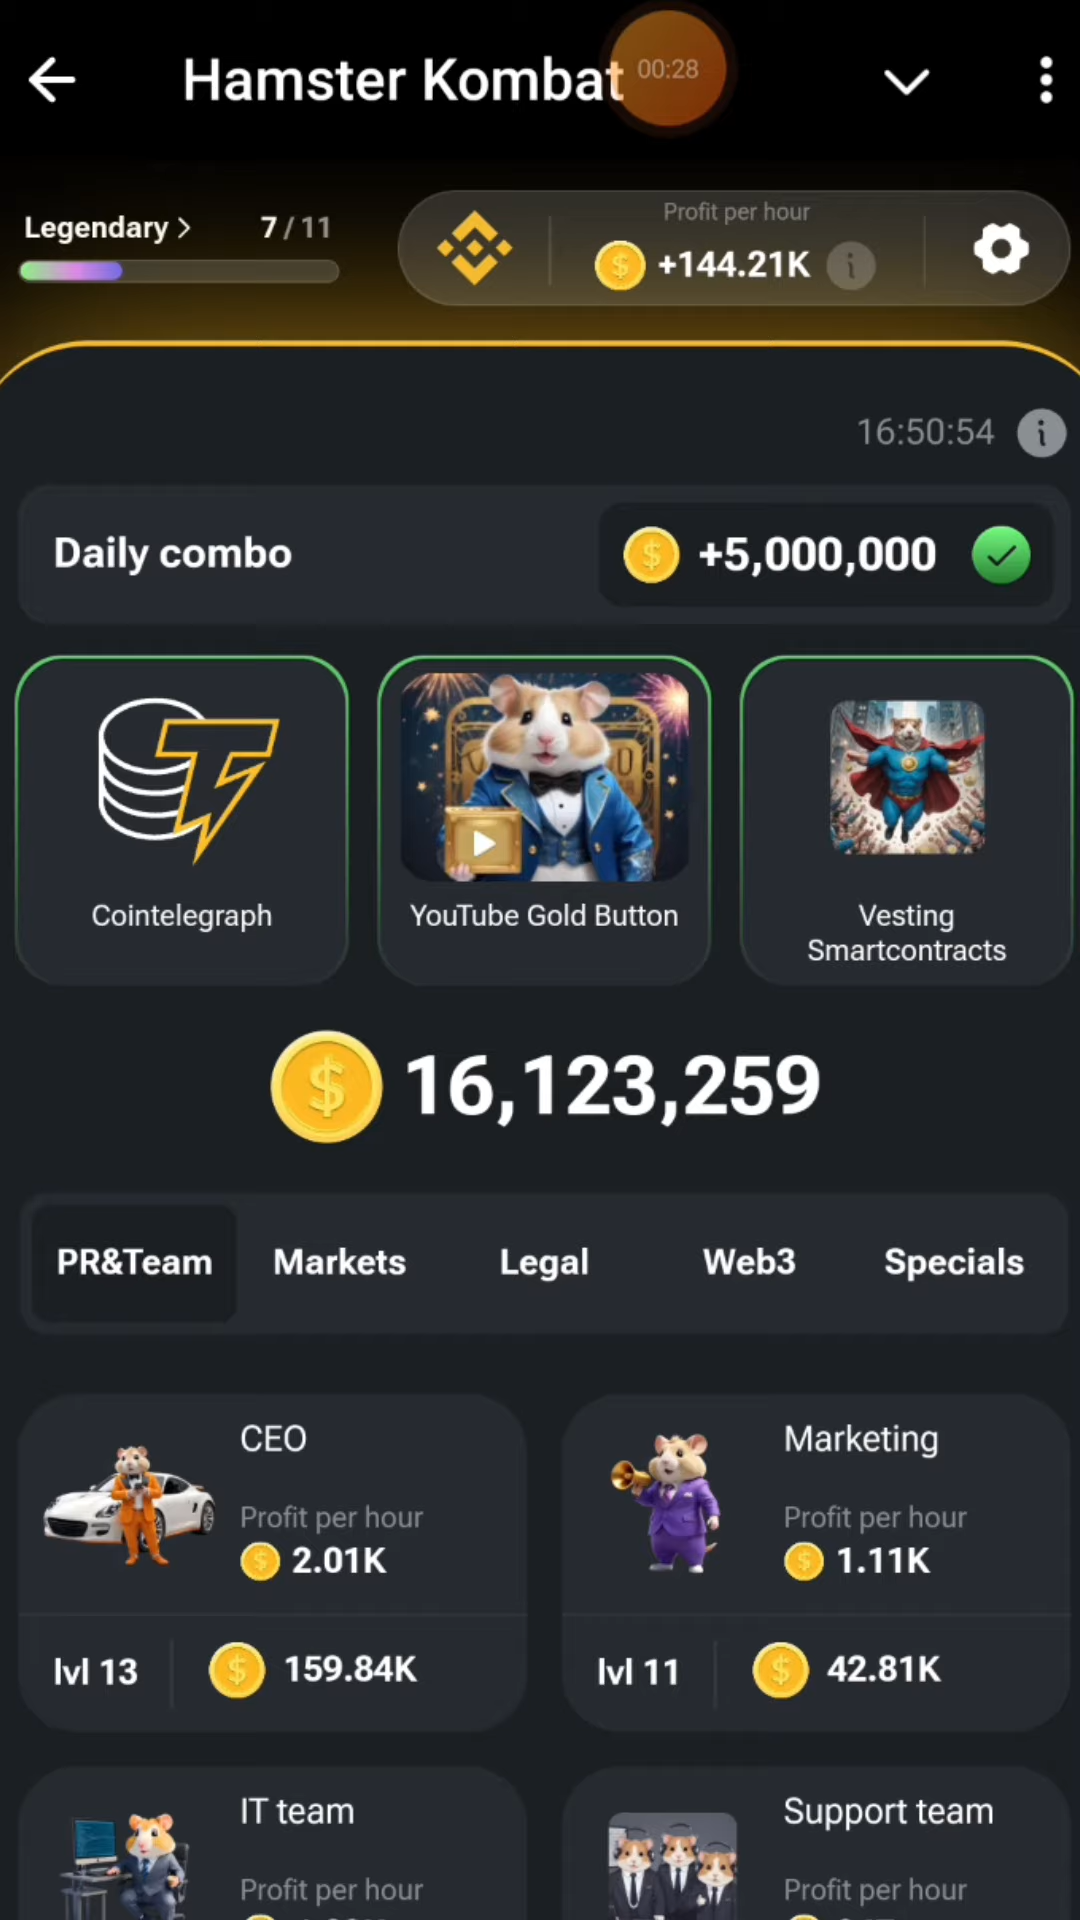 Hamster Kombat
00:28
Legendary >
7 / 11
Profit per hour
+144.21K
16:50:54
Daily combo
+5,000,000
Cointelegraph
YouTube Gold Button
Vesting
Smartcontracts
16,123,259
PR&Team
Markets
Legal
Web3
Specials
CEO
Profit per hour
2.01K
lvl 13
159.84K
Marketing
Profit per hour
1.11K
lvl 11
42.81K
IT team
Profit per hour
Support team
Profit per hour